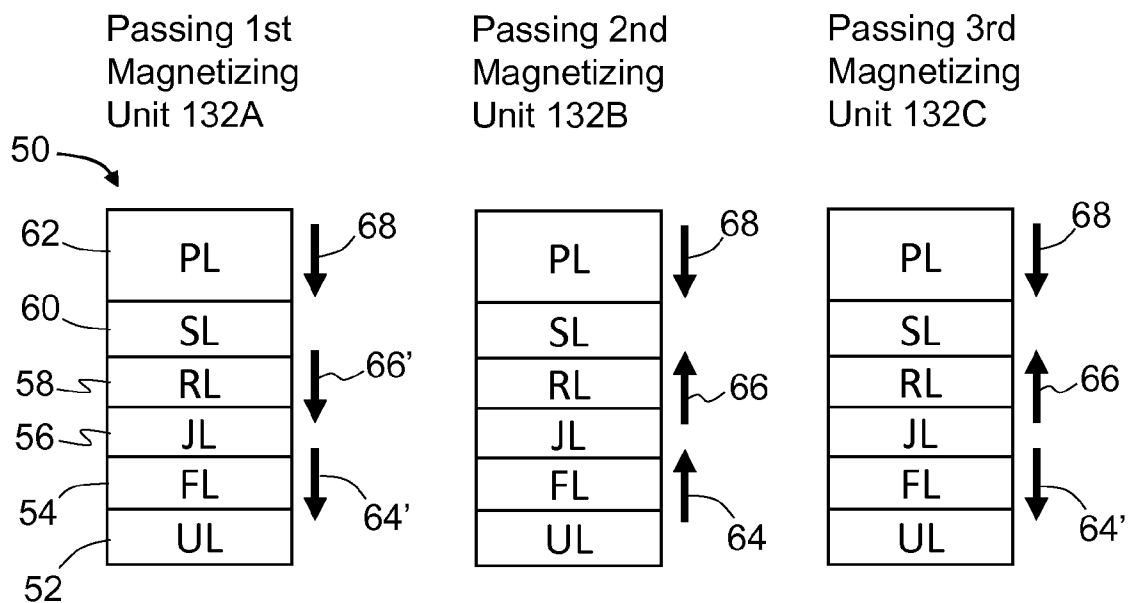 Passing 1st
Magnetizing
Unit 132A
Passing 2nd
Magnetizing
Unit 132B
Passing 3rd
Magnetizing
Unit 132C
50
62
PL
68
60
SL
58
RL
66’
56
JL
54
FL
64’
52
UL
PL
68
SL
RL
66
JL
FL
64
UL
PL
68
SL
RL
66
JL
FL
64’
UL